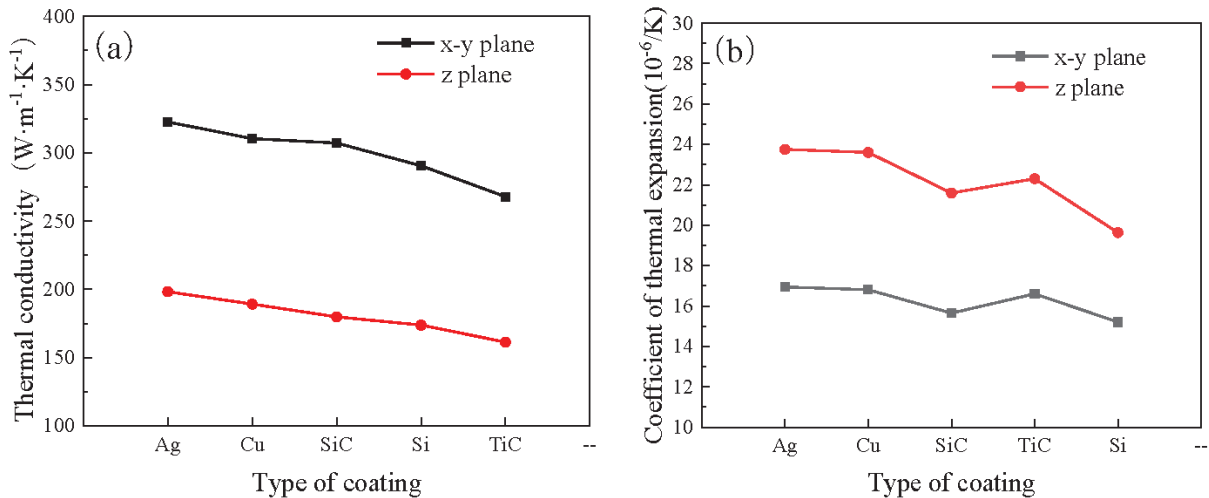 (a)
x-y plane
z plane
Thermal conductivity (W·m⁻¹·K⁻¹)
400
350
300
250
200
150
100
Ag Cu SiC Si TiC --
Type of coating
(b)
x-y plane
z plane
Coefficient of thermal expansion(10⁻⁶/K)
30
28
26
24
22
20
18
16
14
12
10
Ag Cu SiC TiC Si --
Type of coating